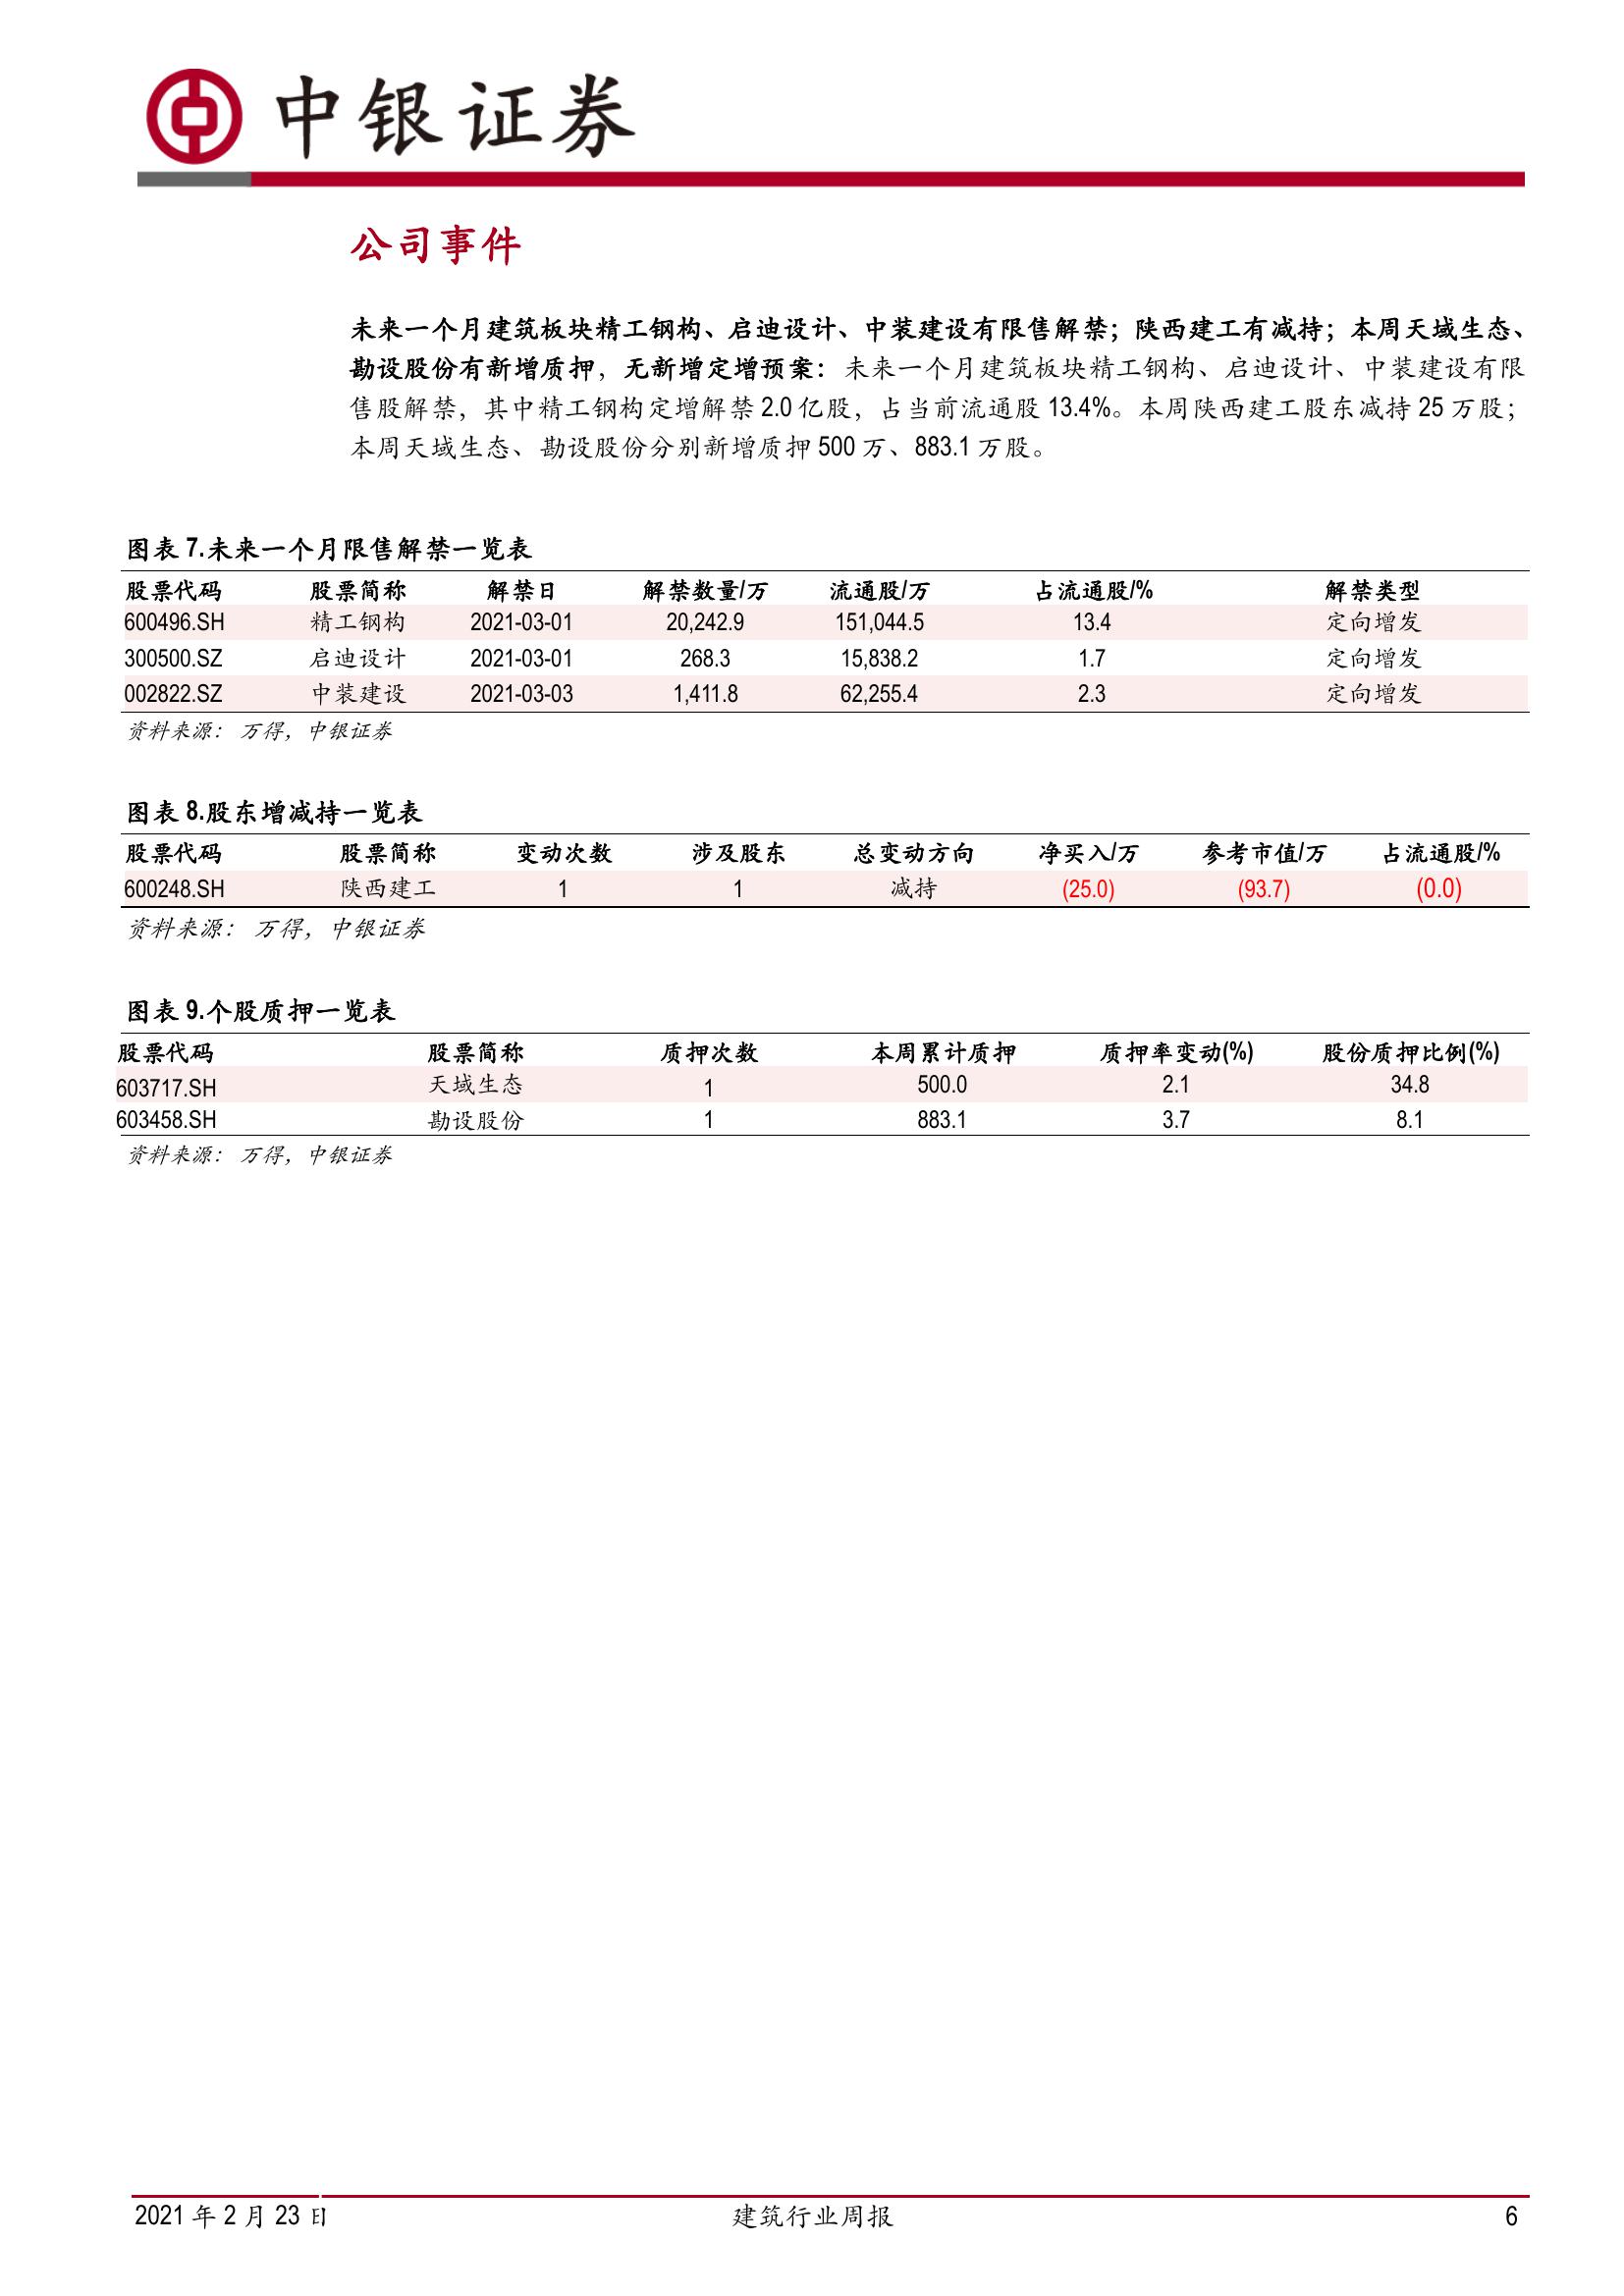 中银证券
公司事件
未来一个月建筑板块精工钢构、启迪设计、中装建设有限售解禁；陕西建工有减持；本周天域生态、
勘设股份有新增质押，无新增定增预案：未来一个月建筑板块精工钢构、启迪设计、中装建设有限
售股解禁，其中精工钢构定增解禁 2.0 亿股，占当前流通股 13.4%。本周陕西建工股东减持 25 万股；
本周天域生态、勘设股份分别新增质押 500 万、883.1 万股。
图表 7.未来一个月限售解禁一览表
股票代码 股票简称 解禁日 解禁数量/万 流通股/万 占流通股/% 解禁类型
600496.SH 精工钢构 2021-03-01 20,242.9 151,044.5 13.4 定向增发
300500.SZ 启迪设计 2021-03-01 268.3 15,838.2 1.7 定向增发
002822.SZ 中装建设 2021-03-03 1,411.8 62,255.4 2.3 定向增发
资料来源： 万得，中银证券
图表 8.股东增减持一览表
股票代码 股票简称 变动次数 涉及股东 总变动方向 净买入/万 参考市值/万 占流通股/%
600248.SH 陕西建工 1 1 减持 (25.0) (93.7) (0.0)
资料来源： 万得， 中银证券
图表 9.个股质押一览表
股票代码 股票简称 质押次数 本周累计质押 质押率变动(%) 股份质押比例(%)
603717.SH 天域生态 1 500.0 2.1 34.8
603458.SH 勘设股份 1 883.1 3.7 8.1
资料来源： 万得，中银证券
2021 年 2 月 23 日 建筑行业周报 6